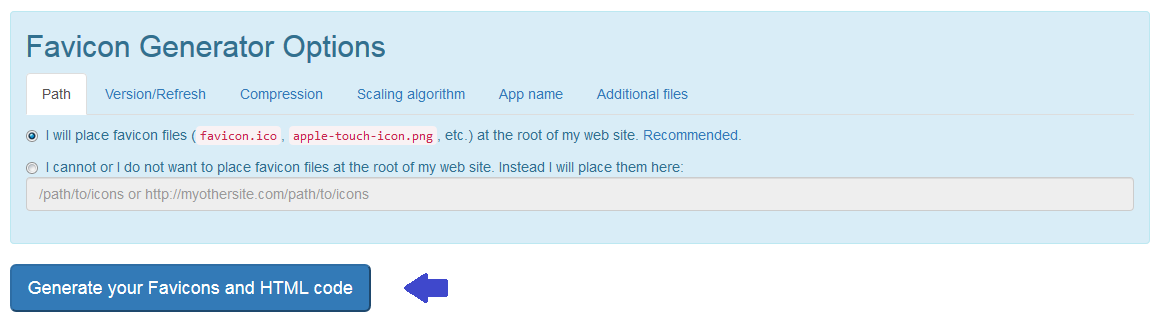 Favicon Generator Options
Path Version/Refresh Compression Scaling algorithm App name Additional files
I will place favicon files (favicon.ico, apple-touch-icon.png, etc.) at the root of my web site. Recommended.
I cannot or I do not want to place favicon files at the root of my web site. Instead I will place them here:
/path/to/icons or http://myothersite.com/path/to/icons
Generate your Favicons and HTML code